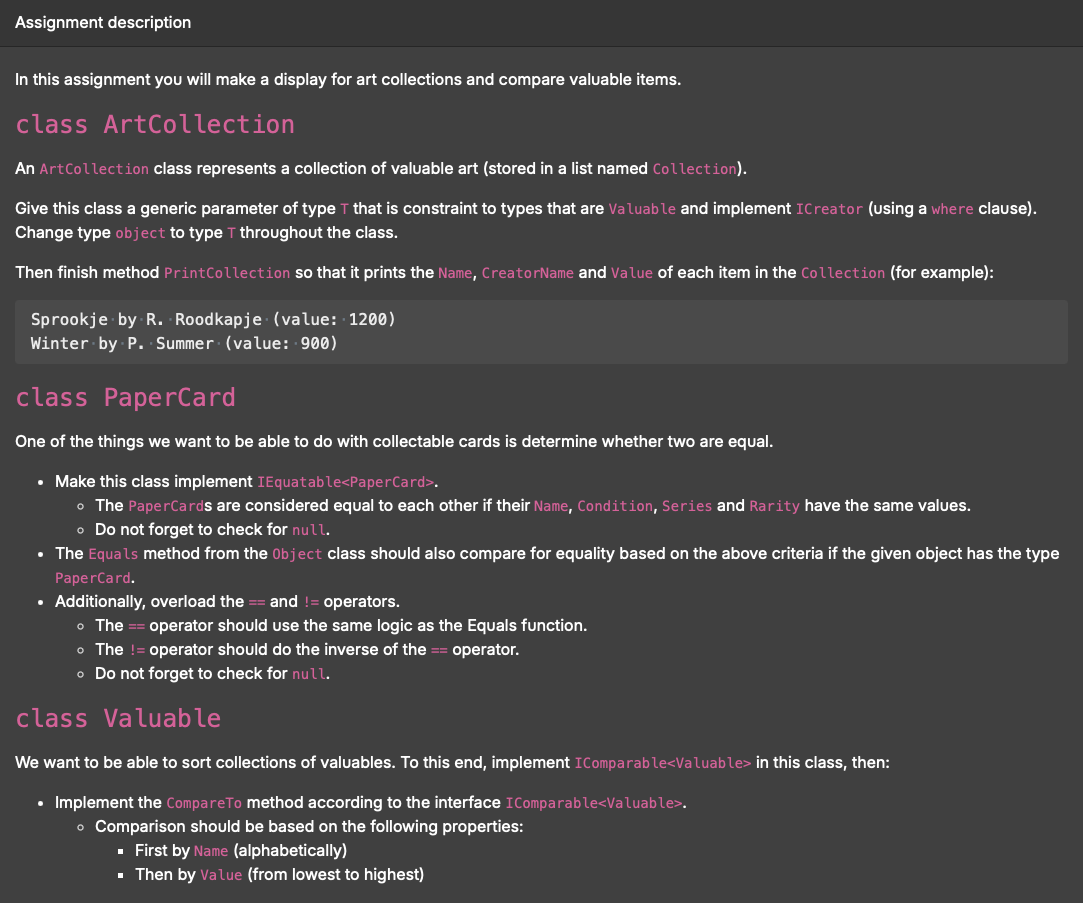 Assignment description
In this assignment you will make a display for art collections and compare valuable items.
class ArtCollection
An ArtCollection class represents a collection of valuable art (stored in a list named Collection).
Give this class a generic parameter of type T that is constraint to types that are Valuable and implement ICreator (using a where clause).
Change type object to type T throughout the class.
Then finish method PrintCollection so that it prints the Name, CreatorName and Value of each item in the Collection (for example):
Sprookje·by·R.·Roodkapje·(value:·1200)
Winter·by·P.·Summer·(value:·900)
class PaperCard
One of the things we want to be able to do with collectable cards is determine whether two are equal.
• Make this class implement IEquatable<PaperCard>.
◦ The PaperCards are considered equal to each other if their Name, Condition, Series and Rarity have the same values.
◦ Do not forget to check for null.
• The Equals method from the Object class should also compare for equality based on the above criteria if the given object has the type
PaperCard.
• Additionally, overload the == and != operators.
◦ The == operator should use the same logic as the Equals function.
◦ The != operator should do the inverse of the == operator.
◦ Do not forget to check for null.
class Valuable
We want to be able to sort collections of valuables. To this end, implement IComparable<Valuable> in this class, then:
• Implement the CompareTo method according to the interface IComparable<Valuable>.
◦ Comparison should be based on the following properties:
▪ First by Name (alphabetically)
▪ Then by Value (from lowest to highest)